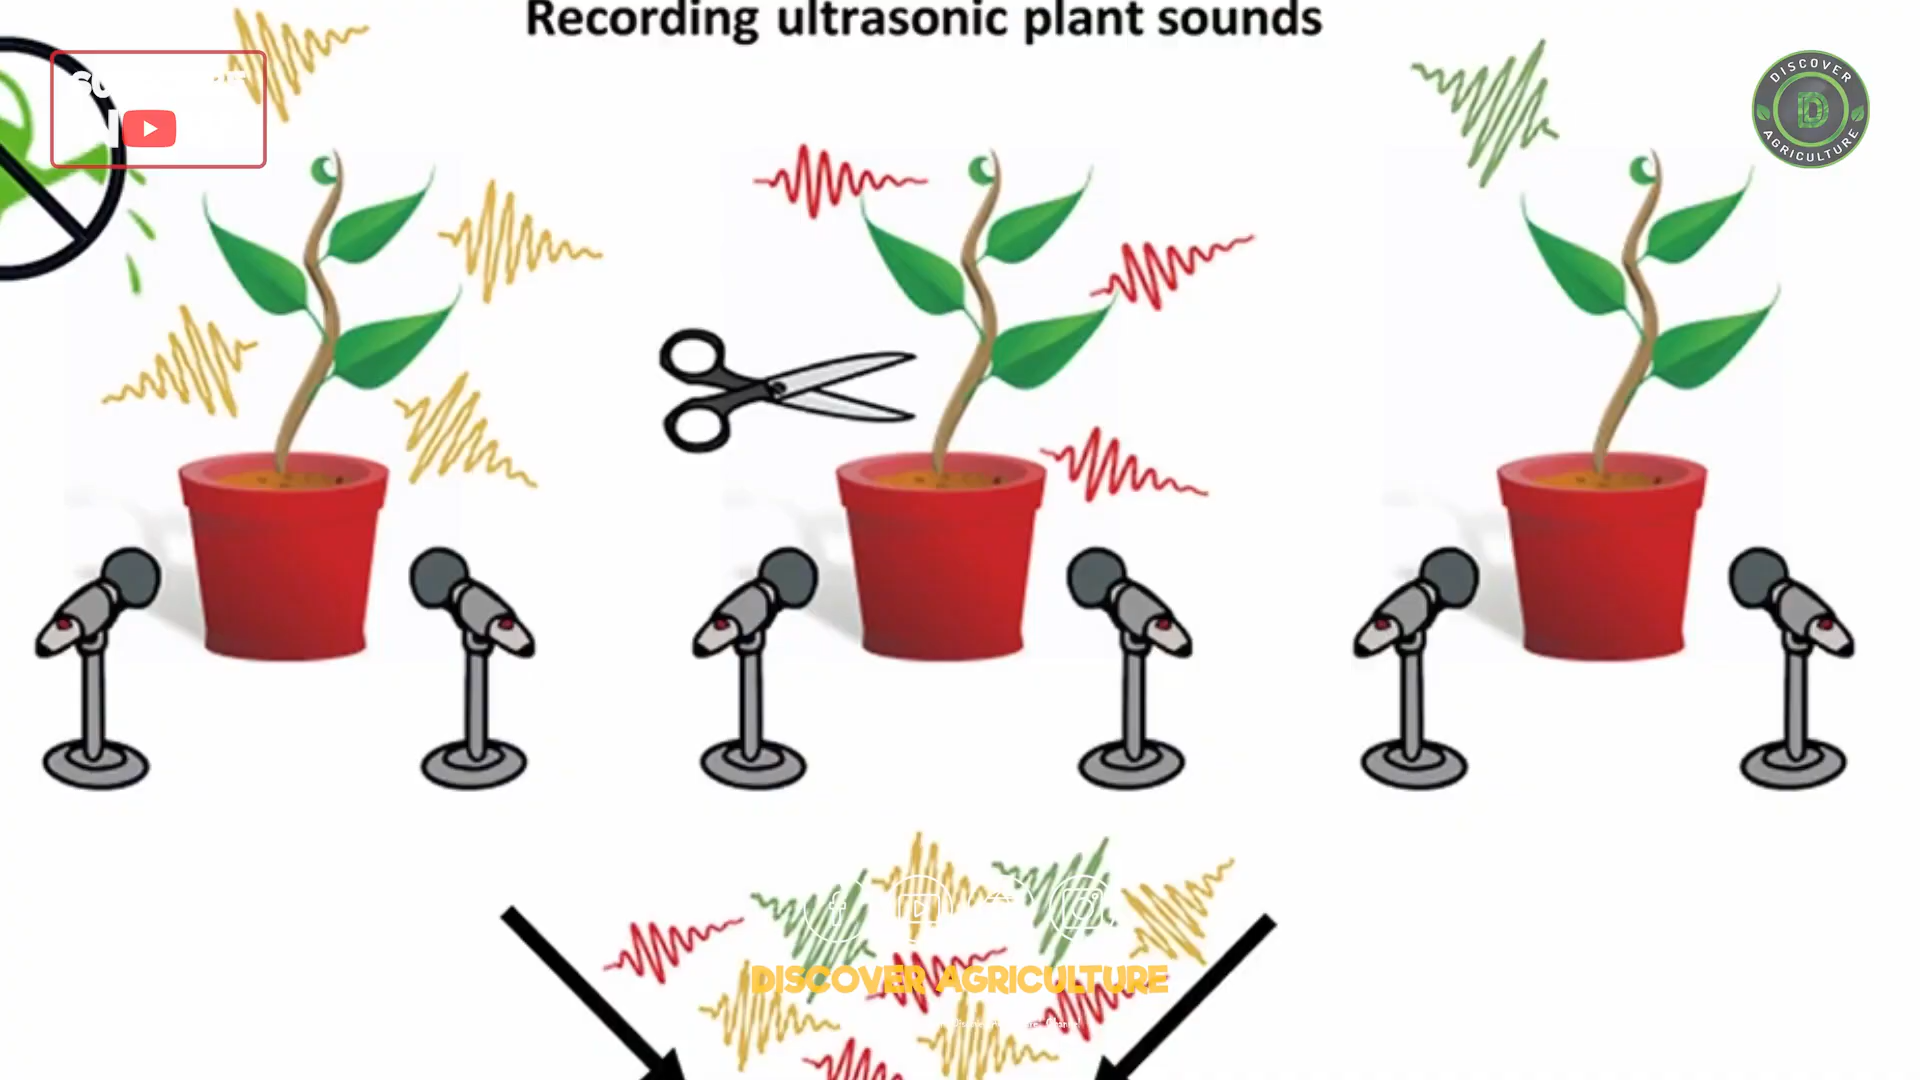 Recording ultrasonic plant sounds
DISCOVER
D
AGRICULTURE
DISCOVER AGRICULTURE